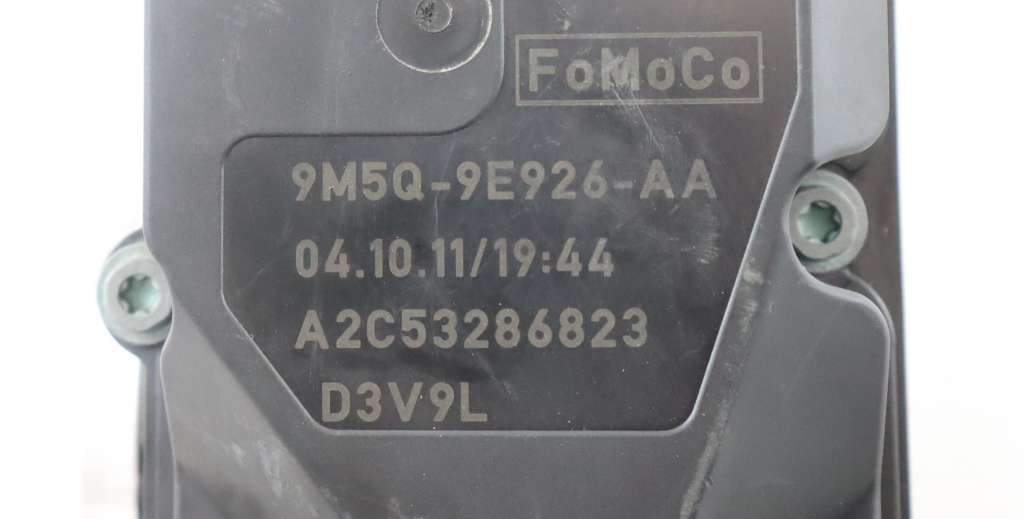 FoMoCo
9M5Q-9E926-AA
04.10.11/19:44
A2C53286823
D3V9L